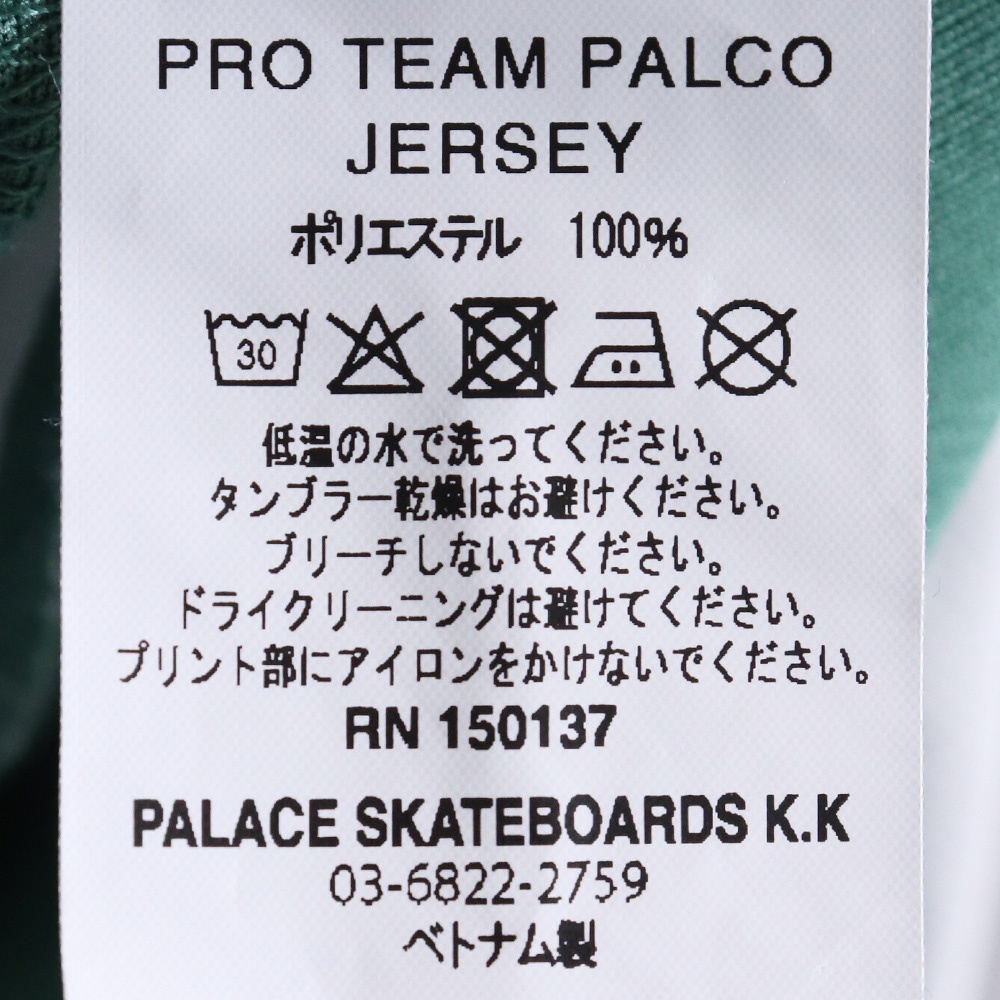 PRO TEAM PALCO
JERSEY
ポリエステル 100%
30
低温の水で洗ってください。
タンブラー乾燥はお避けください。
ブリーチしないでください。
ドライクリーニングは避けてください。
プリント部にアイロンをかけないでください。
RN 150137
PALACE SKATEBOARDS K.K
03-6822-2759
ベトナム製